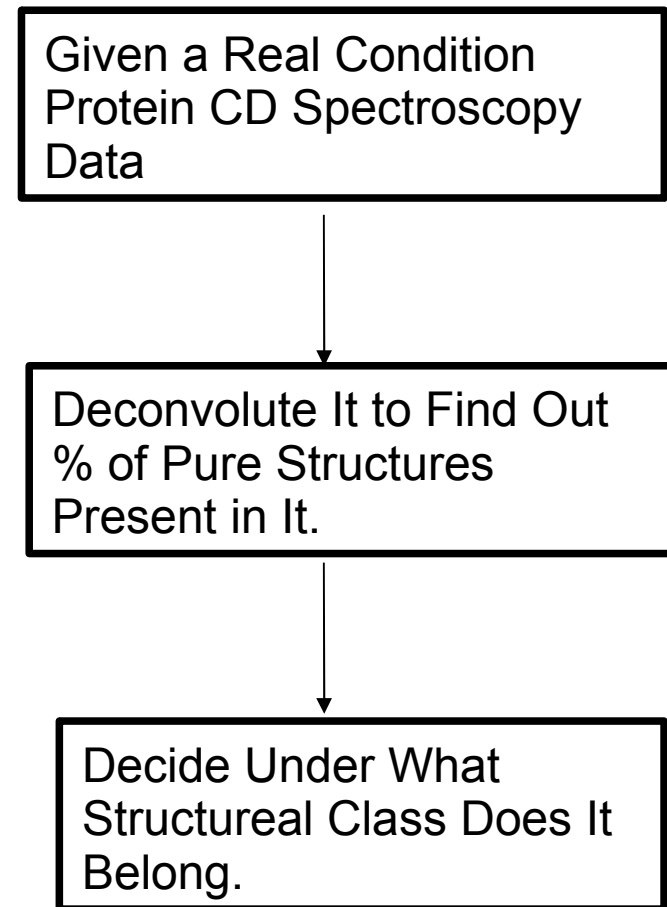 Given a Real Condition
Protein CD Spectroscopy
Data
Deconvolute It to Find Out
% of Pure Structures
Present in It.
Decide Under What
Structureal Class Does It
Belong.